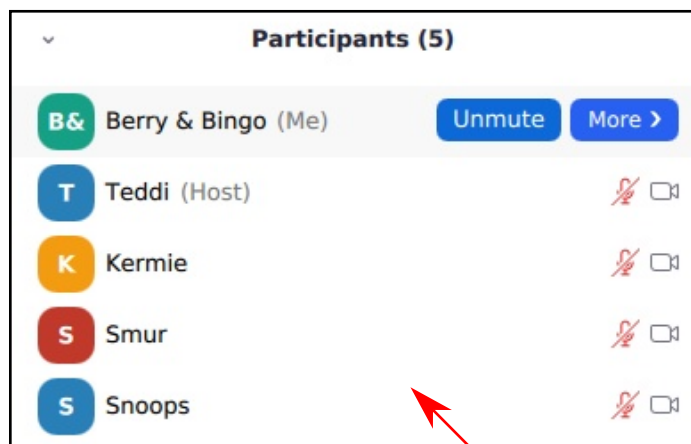 Participants (5)
B& Berry & Bingo (Me) Unmute More ❯
T Teddi (Host)
K Kermie
S Smur
S Snoops